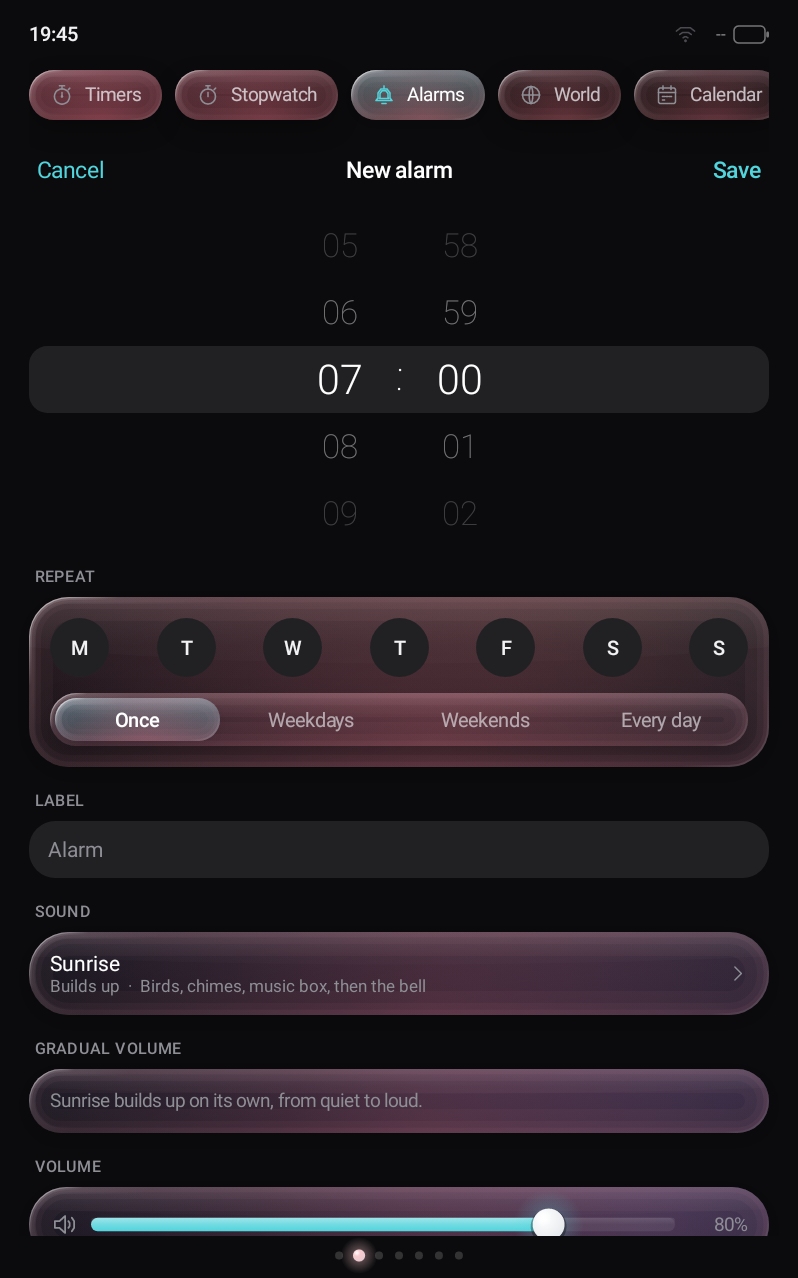 19:45
--
Timers Stopwatch Alarms World Calendar
Cancel New alarm Save
05 58
06 59
07 : 00
08 01
09 02
REPEAT
M T W T F S S
Once Weekdays Weekends Every day
LABEL
Alarm
SOUND
Sunrise
Builds up · Birds, chimes, music box, then the bell
GRADUAL VOLUME
Sunrise builds up on its own, from quiet to loud.
VOLUME
80%